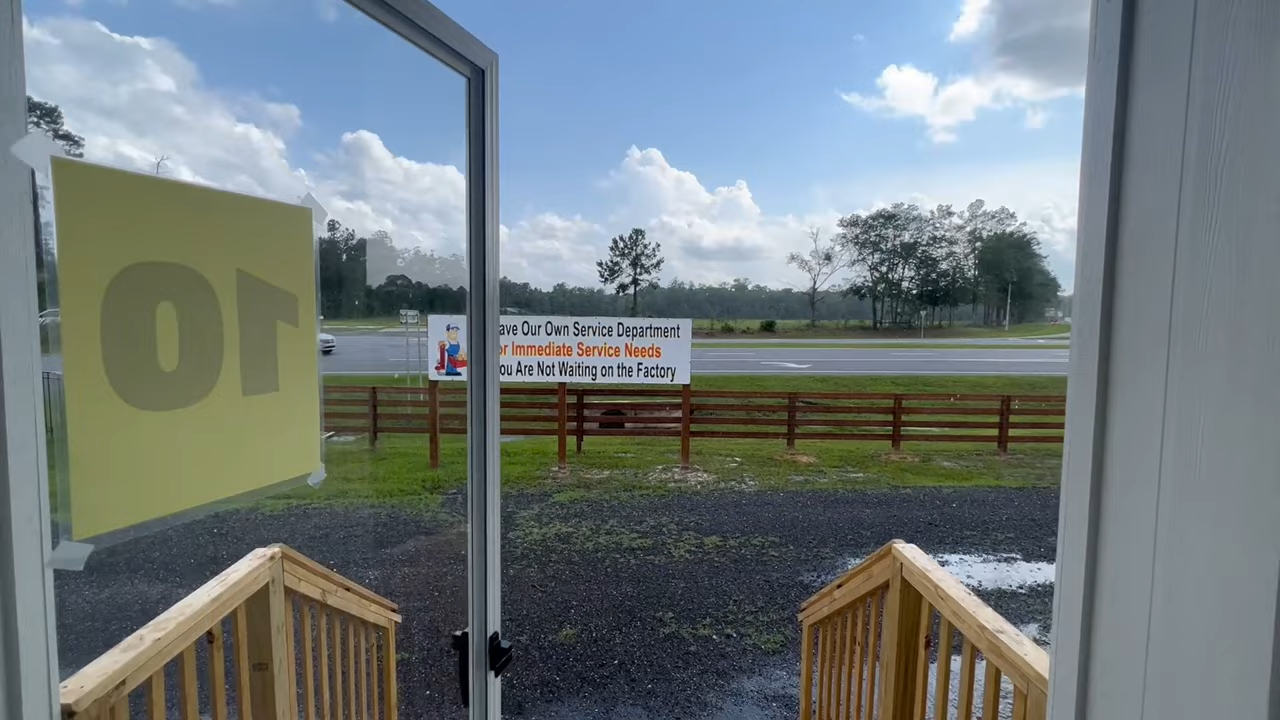 10
ave Our Own Service Department
or Immediate Service Needs
ou Are Not Waiting on the Factory